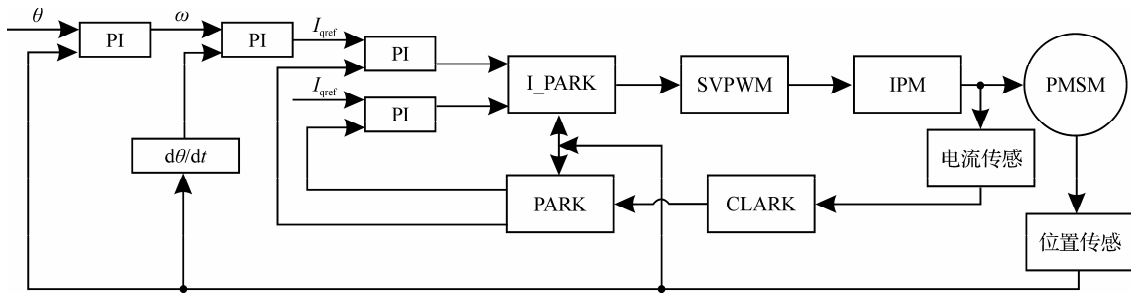 θ
PI
ω
PI
Iqref
PI
Iqref
PI
I_PARK
SVPWM
IPM
PMSM
dθ/dt
电流传感
PARK
CLARK
位置传感